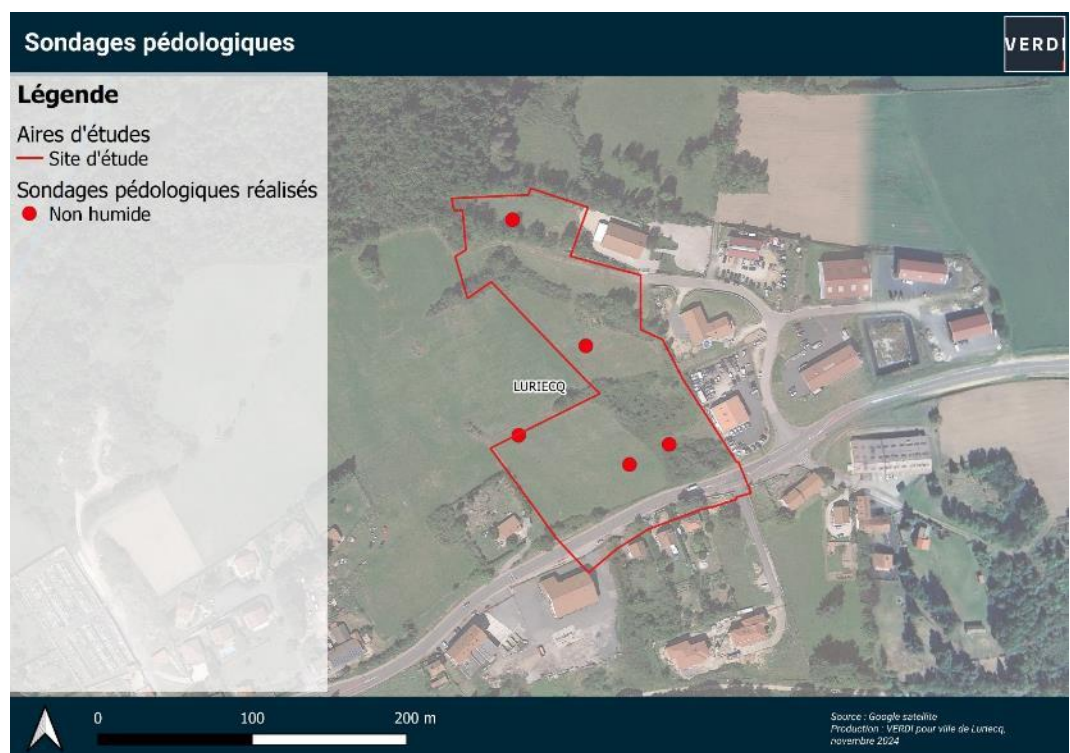 Sondages pédologiques
VERDI
Légende
Aires d'études
Site d'étude
Sondages pédologiques réalisés
Non humide
LURIECQ
0 100 200 m
Source : Google satellite
Production : VERDI pour ville de Luriecq,
novembre 2024